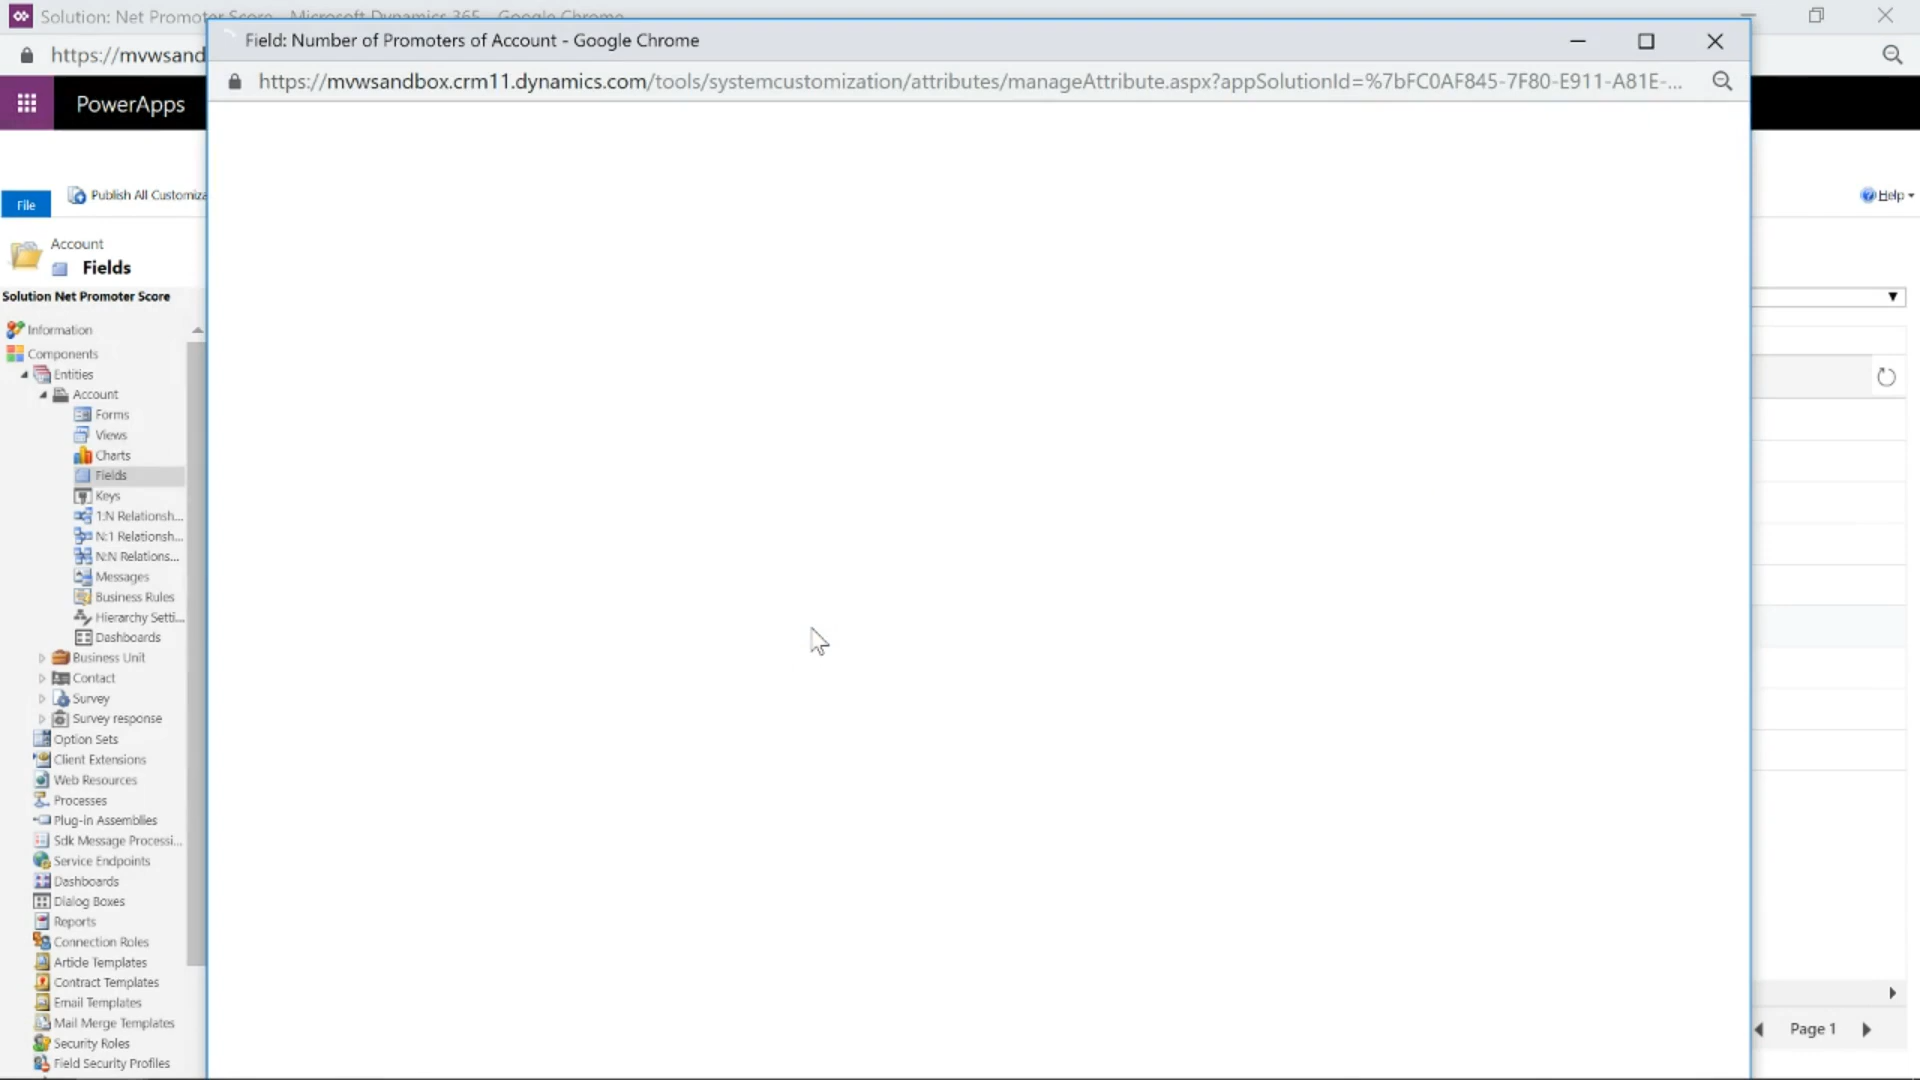 Solution: Net Promoter Score - Microsoft Dynamics 365 - Google Chrome
Field: Number of Promoters of Account - Google Chrome
https://mvwsand
https://mvwsandbox.crm11.dynamics.com/tools/systemcustomization/attributes/manageAttribute.aspx?appSolutionId=%7bFC0AF845-7F80-E911-A81E-...
PowerApps
File
Publish All Customiza
Help
Account
Fields
Solution Net Promoter Score
Information
Components
Entities
Account
Forms
Views
Charts
Fields
Keys
1:N Relationsh...
N:1 Relationsh...
N:N Relations...
Messages
Business Rules
Hierarchy Setti...
Dashboards
Business Unit
Contact
Survey
Survey response
Option Sets
Client Extensions
Web Resources
Processes
Plug-in Assemblies
Sdk Message Processi...
Service Endpoints
Dashboards
Dialog Boxes
Reports
Connection Roles
Article Templates
Contract Templates
Email Templates
Mail Merge Templates
Security Roles
Field Security Profiles
Page 1